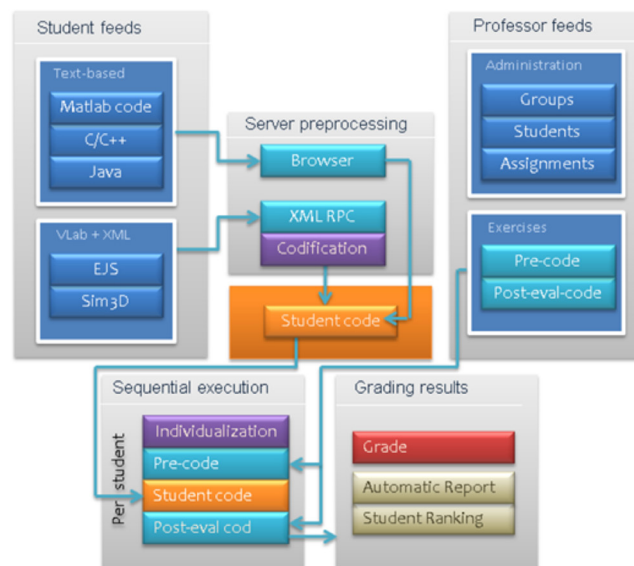 Student feeds
Text-based
Matlab code
C/C++
Java
VLab + XML
EJS
Sim3D
Server preprocessing
Browser
XML RPC
Codification
Student code
Professor feeds
Administration
Groups
Students
Assignments
Exercises
Pre-code
Post-eval-code
Sequential execution
Per student
Individualization
Pre-code
Student code
Post-eval cod
Grading results
Grade
Automatic Report
Student Ranking